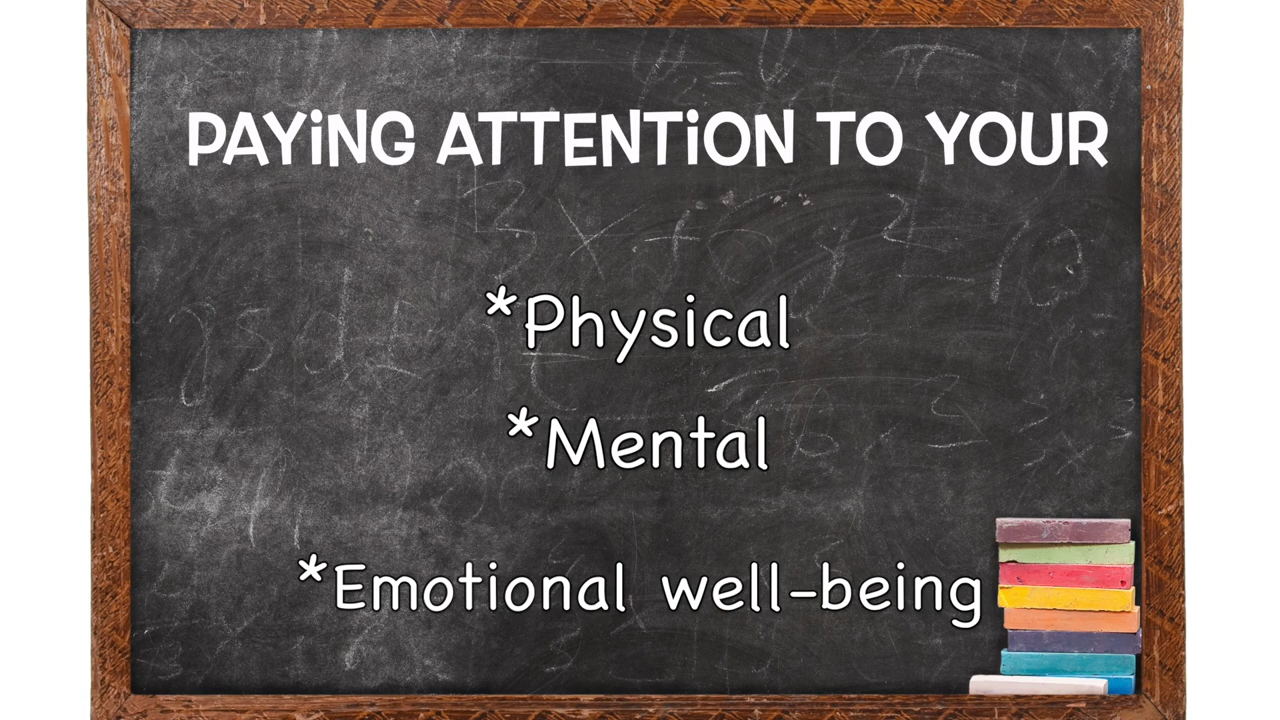 PAYiNG ATTENTiON TO YOUR
*Physical
*Mental
*Emotional well-being